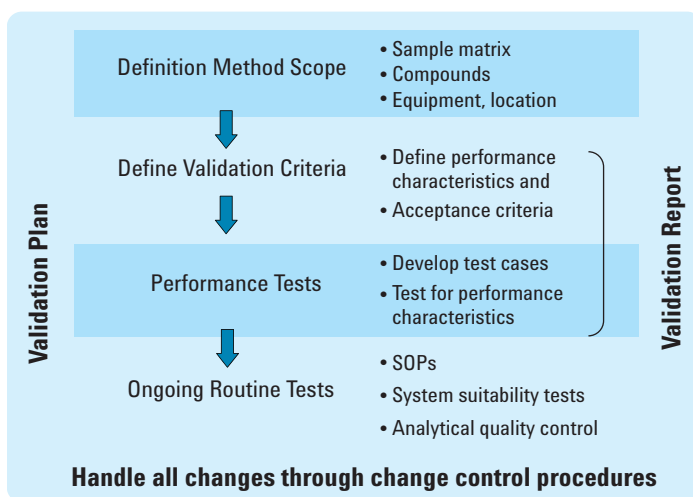 Definition Method Scope
• Sample matrix
• Compounds
• Equipment, location
Define Validation Criteria
• Define performance
characteristics and
• Acceptance criteria
Validation Plan
Validation Report
Performance Tests
• Develop test cases
• Test for performance
characteristics
Ongoing Routine Tests
• SOPs
• System suitability tests
• Analytical quality control
Handle all changes through change control procedures